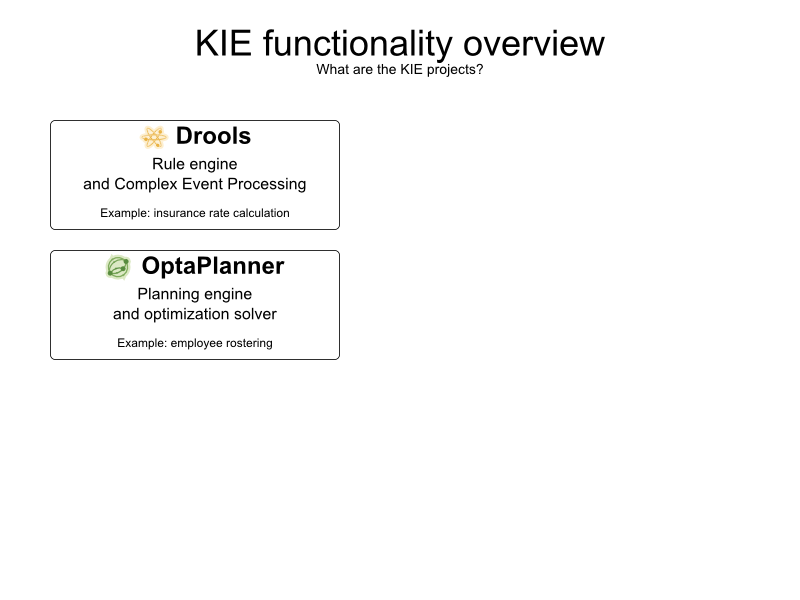 KIE functionality overview
What are the KIE projects?
Drools
Rule engine
and Complex Event Processing
Example: insurance rate calculation
OptaPlanner
Planning engine
and optimization solver
Example: employee rostering